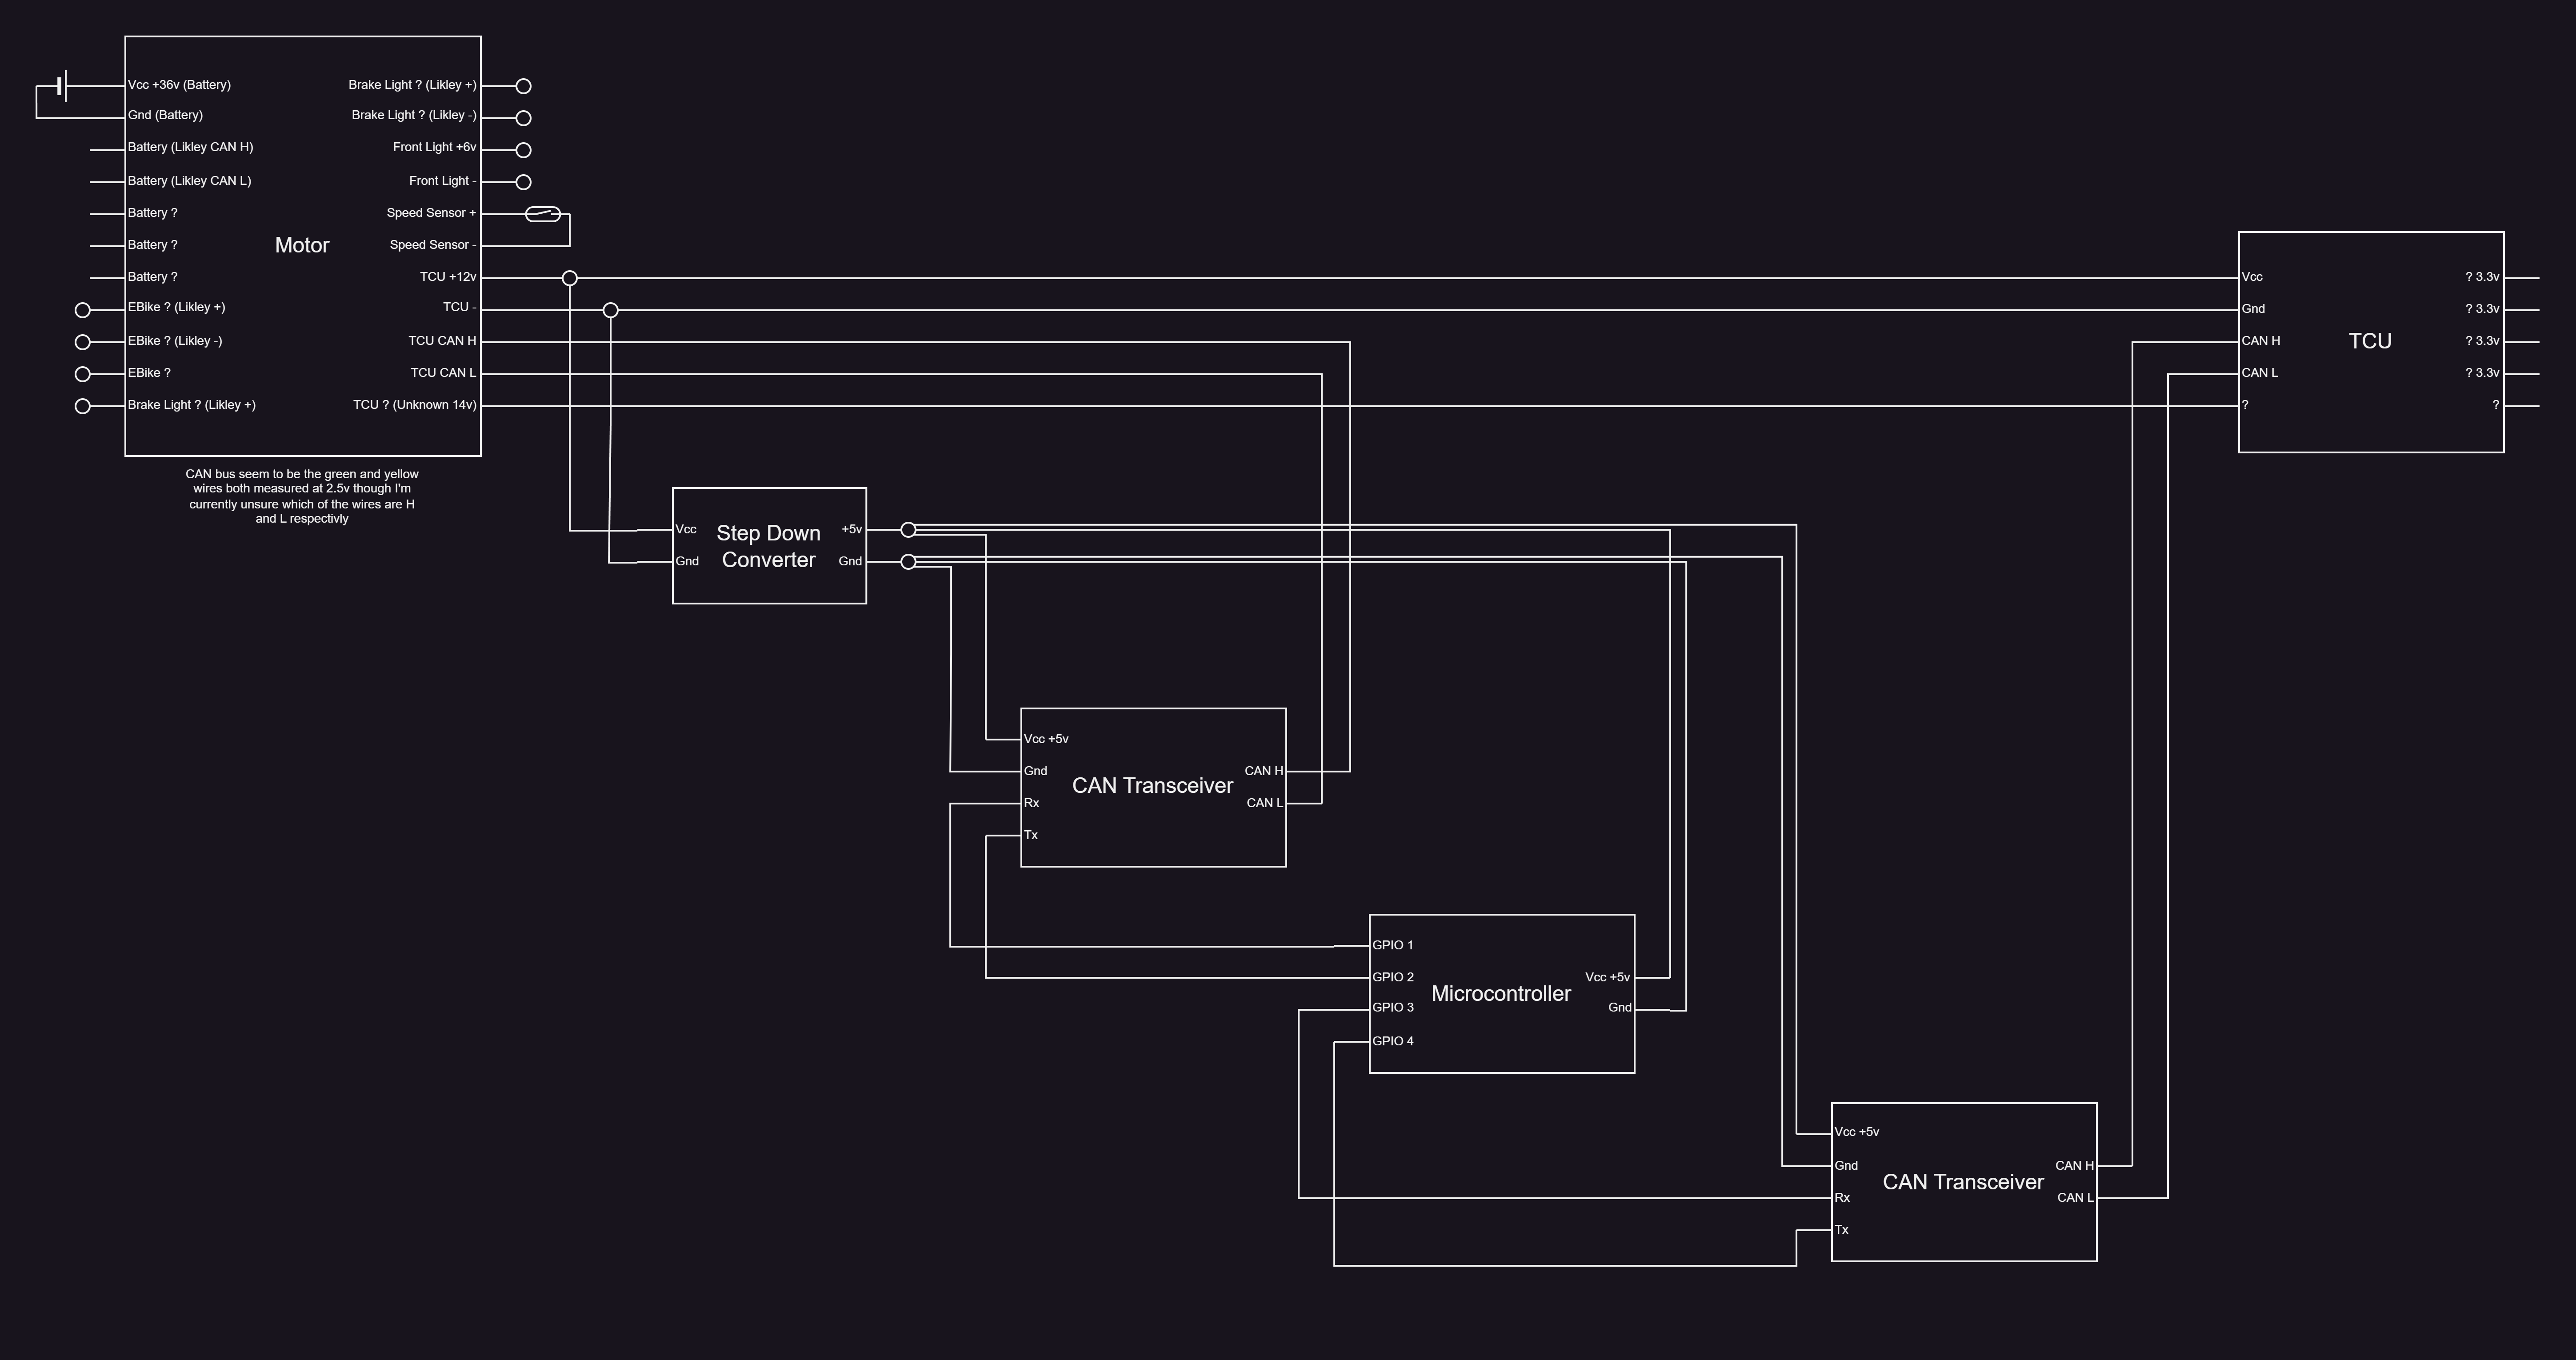 Motor
Vcc +36v (Battery)
Gnd (Battery)
Battery (Likley CAN H)
Battery (Likley CAN L)
Battery ?
Battery ?
Battery ?
EBike ? (Likley +)
EBike ? (Likley -)
EBike ?
Brake Light ? (Likley +)
Brake Light ? (Likley +)
Brake Light ? (Likley -)
Front Light +6v
Front Light -
Speed Sensor +
Speed Sensor -
TCU +12v
TCU -
TCU CAN H
TCU CAN L
TCU ? (Unknown 14v)
CAN bus seem to be the green and yellow
wires both measured at 2.5v though I'm
currently unsure which of the wires are H
and L respectivly
TCU
Vcc
Gnd
CAN H
CAN L
?
? 3.3v
? 3.3v
? 3.3v
? 3.3v
?
Step Down
Converter
Vcc
Gnd
+5v
Gnd
CAN Transceiver
Vcc +5v
Gnd
Rx
Tx
CAN H
CAN L
Microcontroller
GPIO 1
GPIO 2
GPIO 3
GPIO 4
Vcc +5v
Gnd
CAN Transceiver
Vcc +5v
Gnd
Rx
Tx
CAN H
CAN L